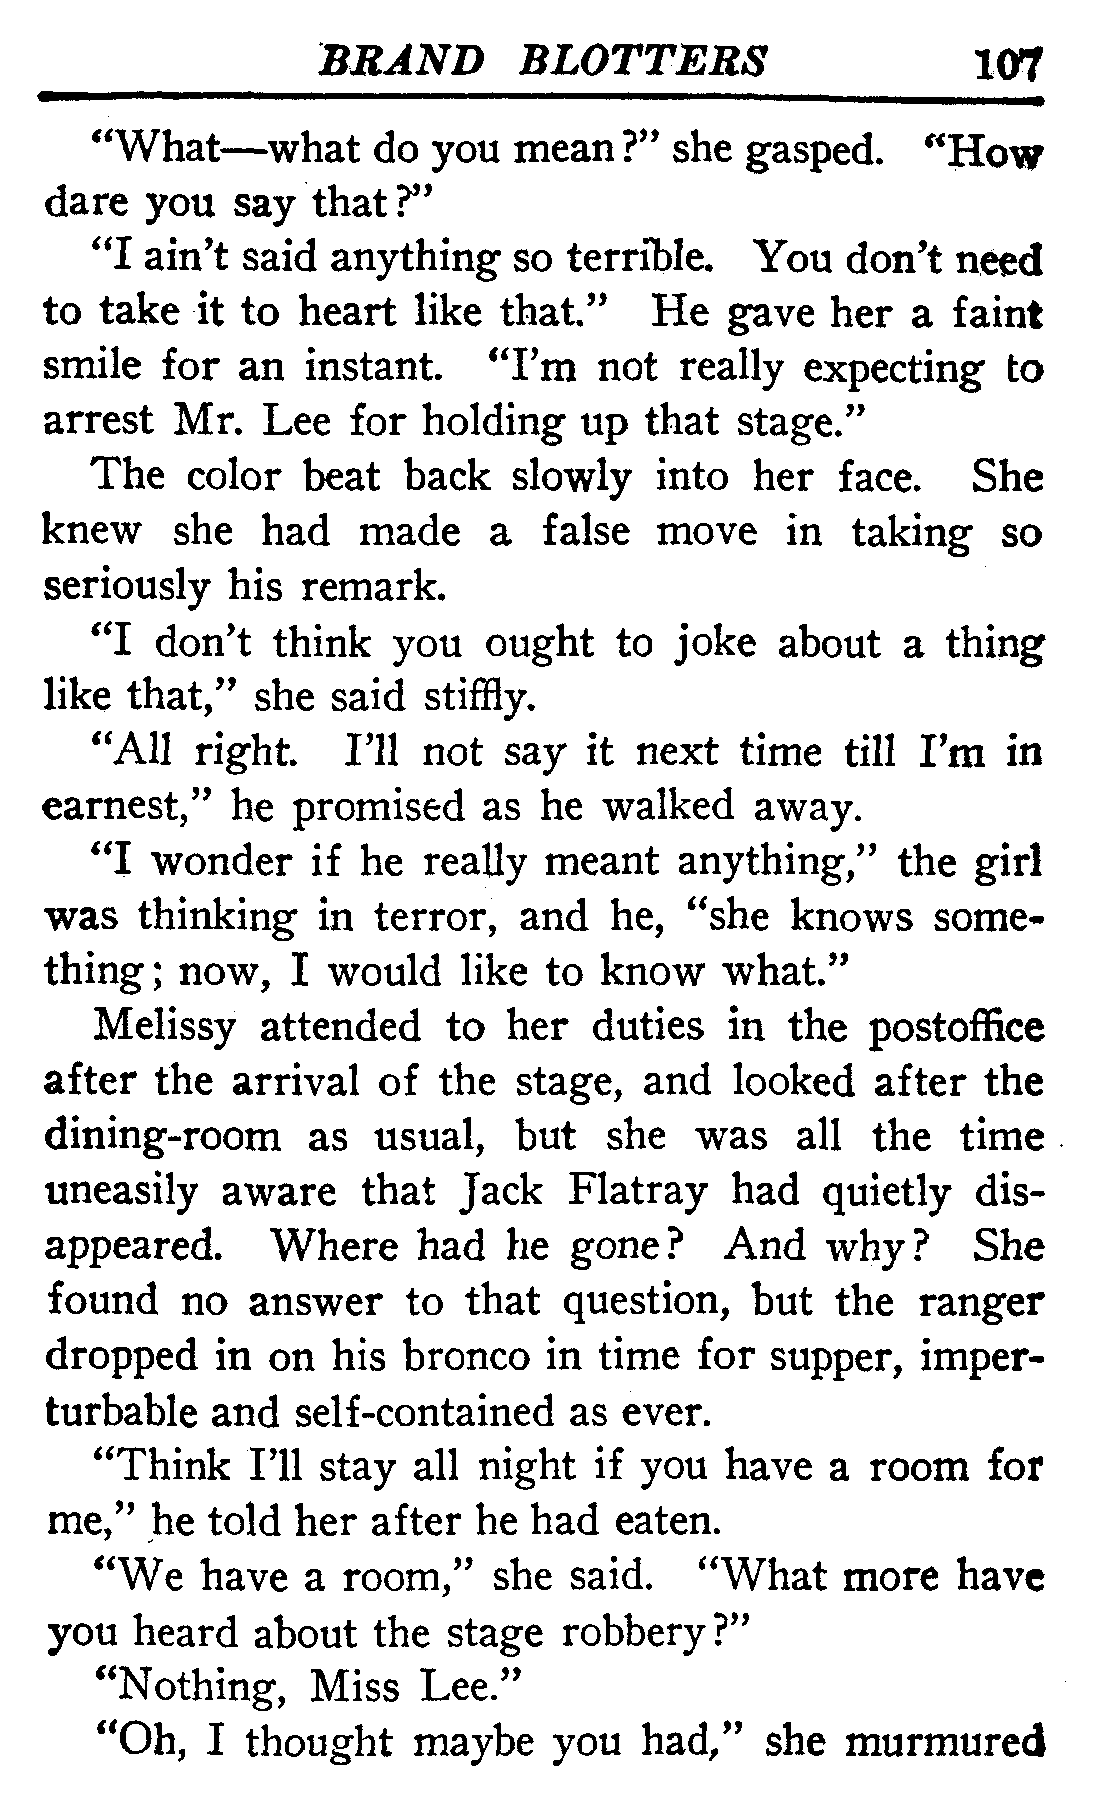 BRAND BLOTTERS 107
“What—what do you mean?” she gasped. “How
dare you say that?”
“I ain’t said anything so terrible. You don’t need
to take it to heart like that.” He gave her a faint
smile for an instant. “I’m not really expecting to
arrest Mr. Lee for holding up that stage.”
The color beat back slowly into her face. She
knew she had made a false move in taking so
seriously his remark.
“I don’t think you ought to joke about a thing
like that,” she said stiffly.
“All right. I’ll not say it next time till I’m in
earnest,” he promised as he walked away.
“I wonder if he really meant anything,” the girl
was thinking in terror, and he, “she knows some-
thing; now, I would like to know what.”
Melissy attended to her duties in the postoffice
after the arrival of the stage, and looked after the
dining-room as usual, but she was all the time
uneasily aware that Jack Flatray had quietly dis-
appeared. Where had he gone? And why? She
found no answer to that question, but the ranger
dropped in on his bronco in time for supper, imper-
turbable and self-contained as ever.
“Think I’ll stay all night if you have a room for
me,” he told her after he had eaten.
“We have a room,” she said. “What more have
you heard about the stage robbery?”
“Nothing, Miss Lee.”
“Oh, I thought maybe you had,” she murmured